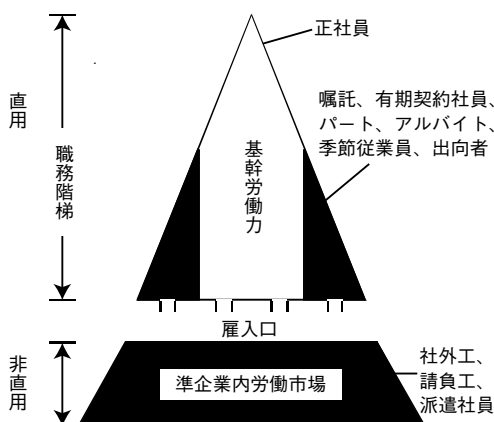 正社員
嘱託、有期契約社員、
パート、アルバイト、
季節従業員、出向者
直用
職務階梯
基幹労働力
雇入口
非直用
準企業内労働市場
社外工、
請負工、
派遣社員